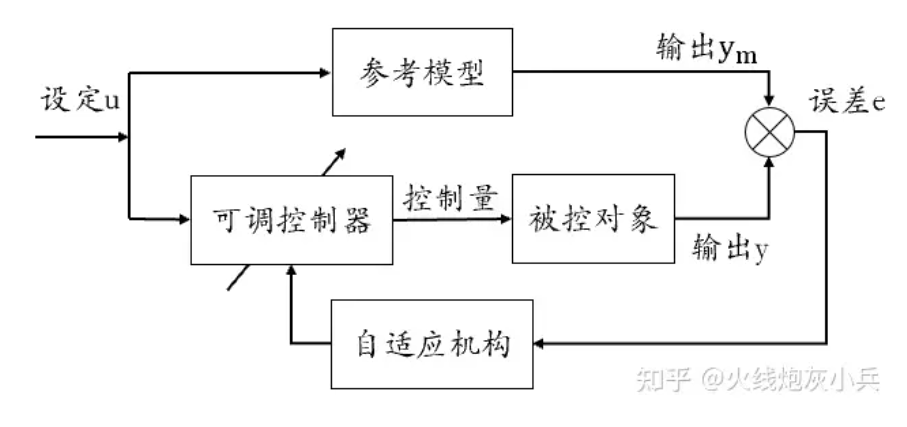 输出ym
参考模型
设定u
误差e
可调控制器
控制量
被控对象
输出y
自适应机构
知乎 @火线炮灰小兵